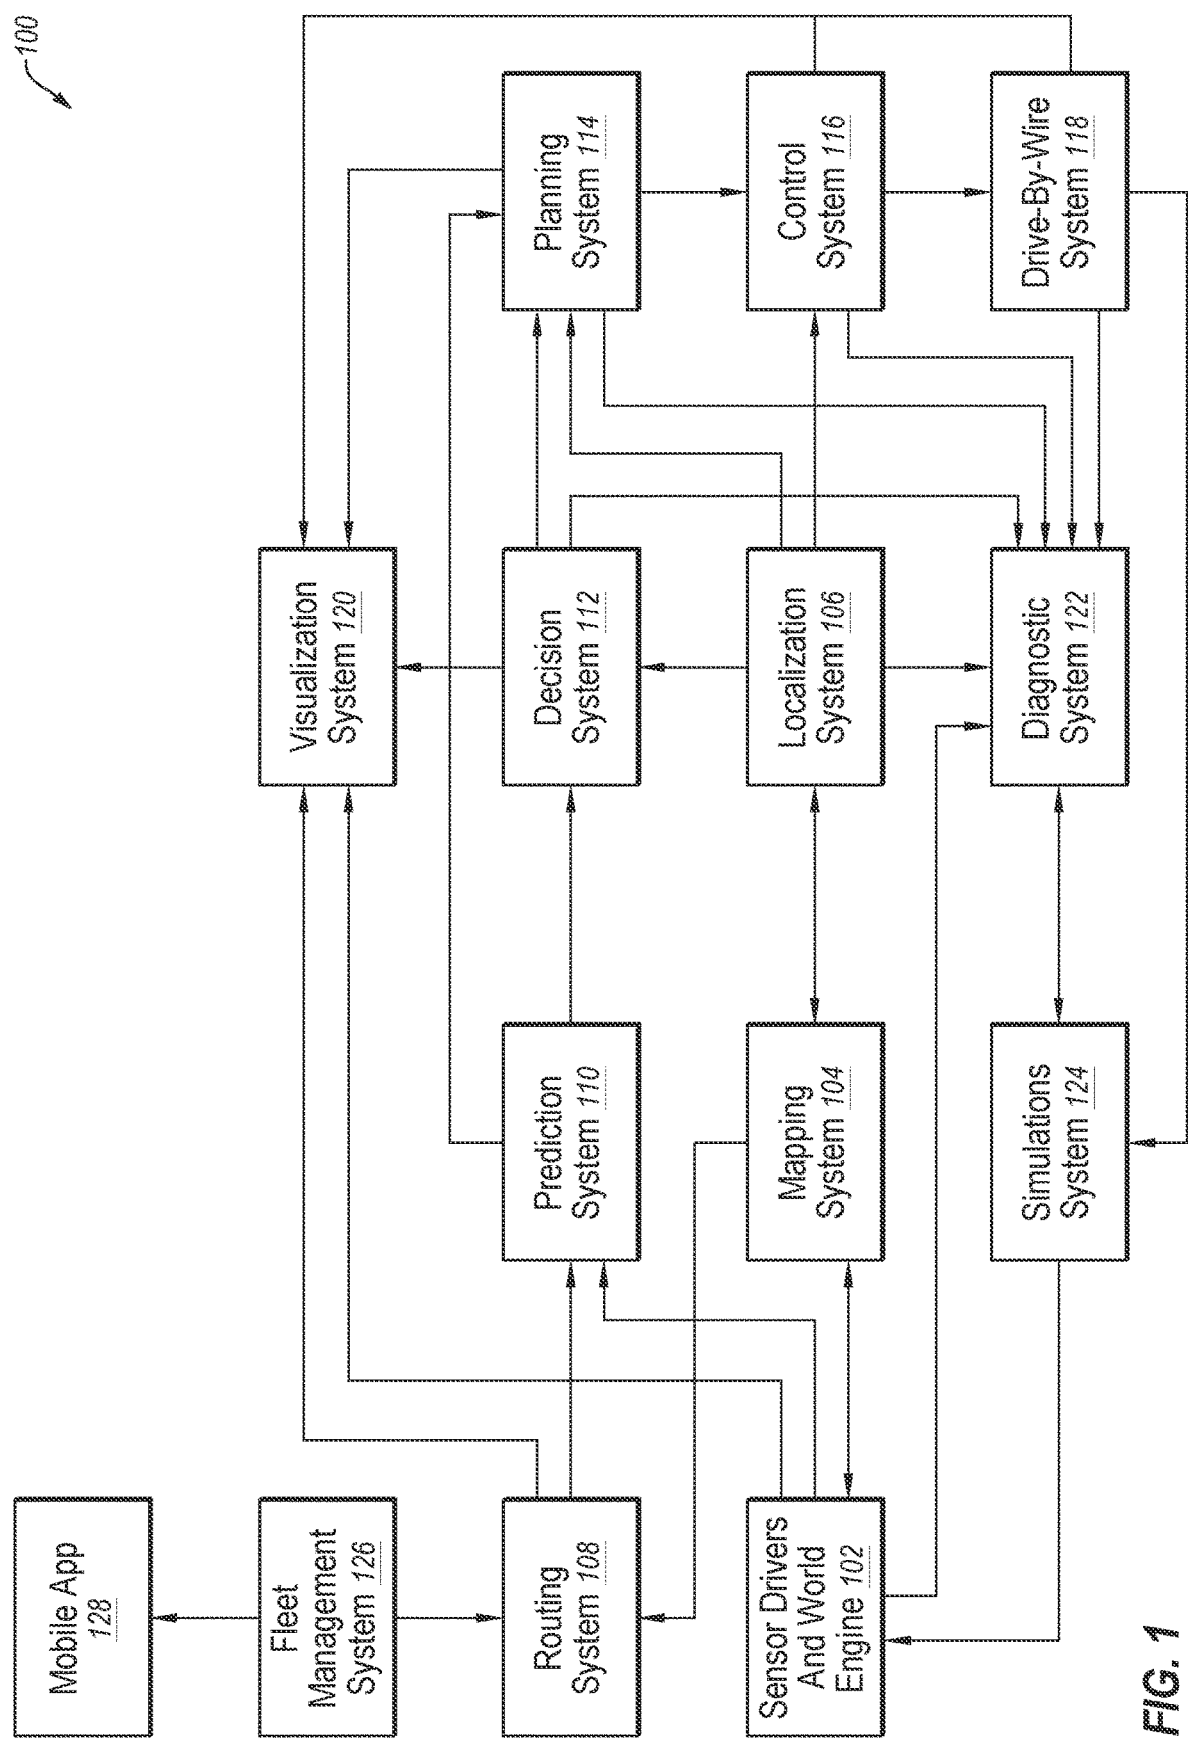 100
Mobile App
128
Fleet
Management
System 126
Visualization
System 120
Routing
System 108
Prediction
System 110
Decision
System 112
Planning
System 114
Sensor Drivers
And World
Engine 102
Mapping
System 104
Localization
System 106
Control
System 116
Simulations
System 124
Diagnostic
System 122
Drive-By-Wire
System 118
FIG. 1